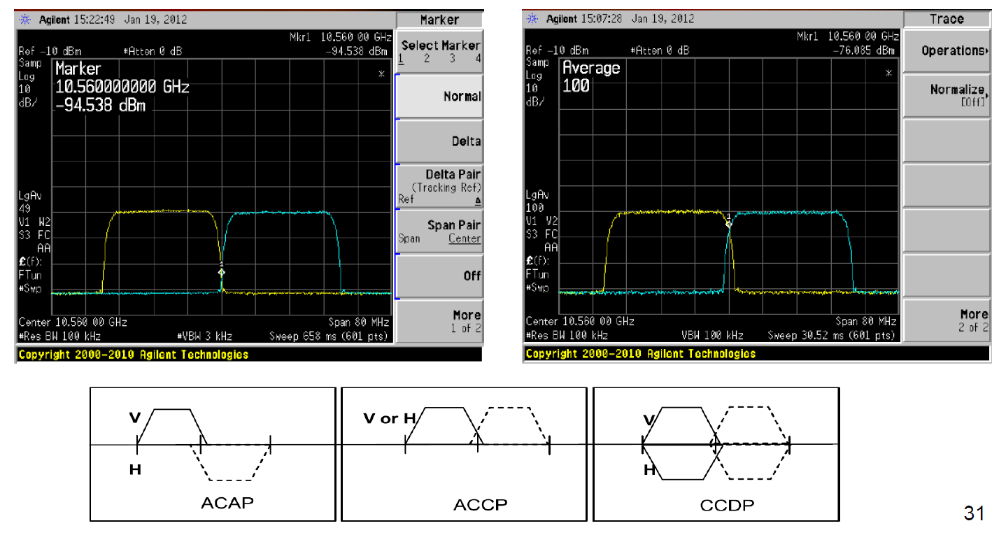 Agilent 15:22:49 Jan 19, 2012
Marker
Mkr1 10.560 00 GHz
Ref -10 dBm #Atten 0 dB -94.538 dBm
Samp
Log
10
dB/
Marker
10.560000000 GHz
-94.538 dBm
*
LgAv
49
V1 W2
S3 FC
AA
£(f):
FTun
#Swp
1
Center 10.560 00 GHz Span 80 MHz
#Res BW 100 kHz #VBW 3 kHz Sweep 658 ms (601 pts)
Copyright 2000-2010 Agilent Technologies
Select Marker
1 2 3 4
Normal
Delta
Delta Pair
(Tracking Ref)
Ref Δ
Span Pair
Span Center
Off
More
1 of 2
Agilent 15:07:28 Jan 19, 2012
Trace
Mkr1 10.560 00 GHz
Ref -10 dBm #Atten 0 dB -76.085 dBm
Samp
Log
10
dB/
Average
100
*
LgAv
100
V1 V2
S3 FC
AA
£(f):
FTun
#Swp
1
Center 10.560 00 GHz Span 80 MHz
#Res BW 100 kHz VBW 100 kHz Sweep 30.52 ms (601 pts)
Copyright 2000-2010 Agilent Technologies
Operations
Normalize
[Off]
More
2 of 2
V
H
ACAP
V or H
ACCP
V
H
CCDP
31